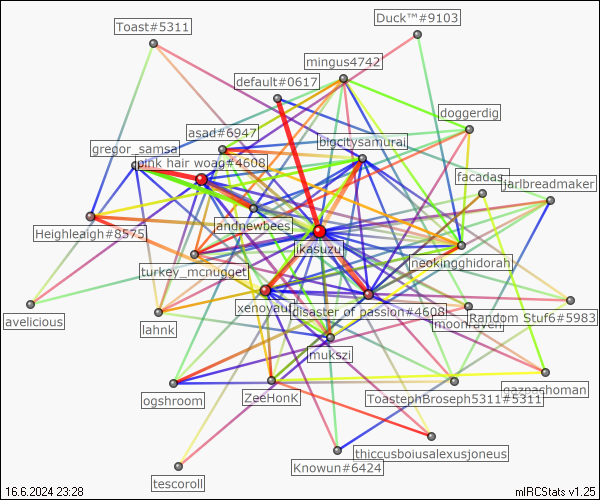 Duck™#9103
Toast#5311
mingus4742
default#0617
doggerdig
asad#6947
bigcitysamurai
gregor_samsa
pink hair woag#4608
facadas
jarlbreadmaker
andnewbees
Heighleaigh#8575
ikasuzu
neokingghidorah
turkey_mcnugget
xenoyaut
disaster of passion#4608
Random Stuf6#5983
avelicious
lahnk
moonraven
mukszi
ogshroom
ZeeHonk
ToastephBroseph5311#5311
gazpachoman
thiccusboiusalexusjoneus
Knowun#6424
tescoroll
16.6.2024 23:28
mIRCStats v1.25